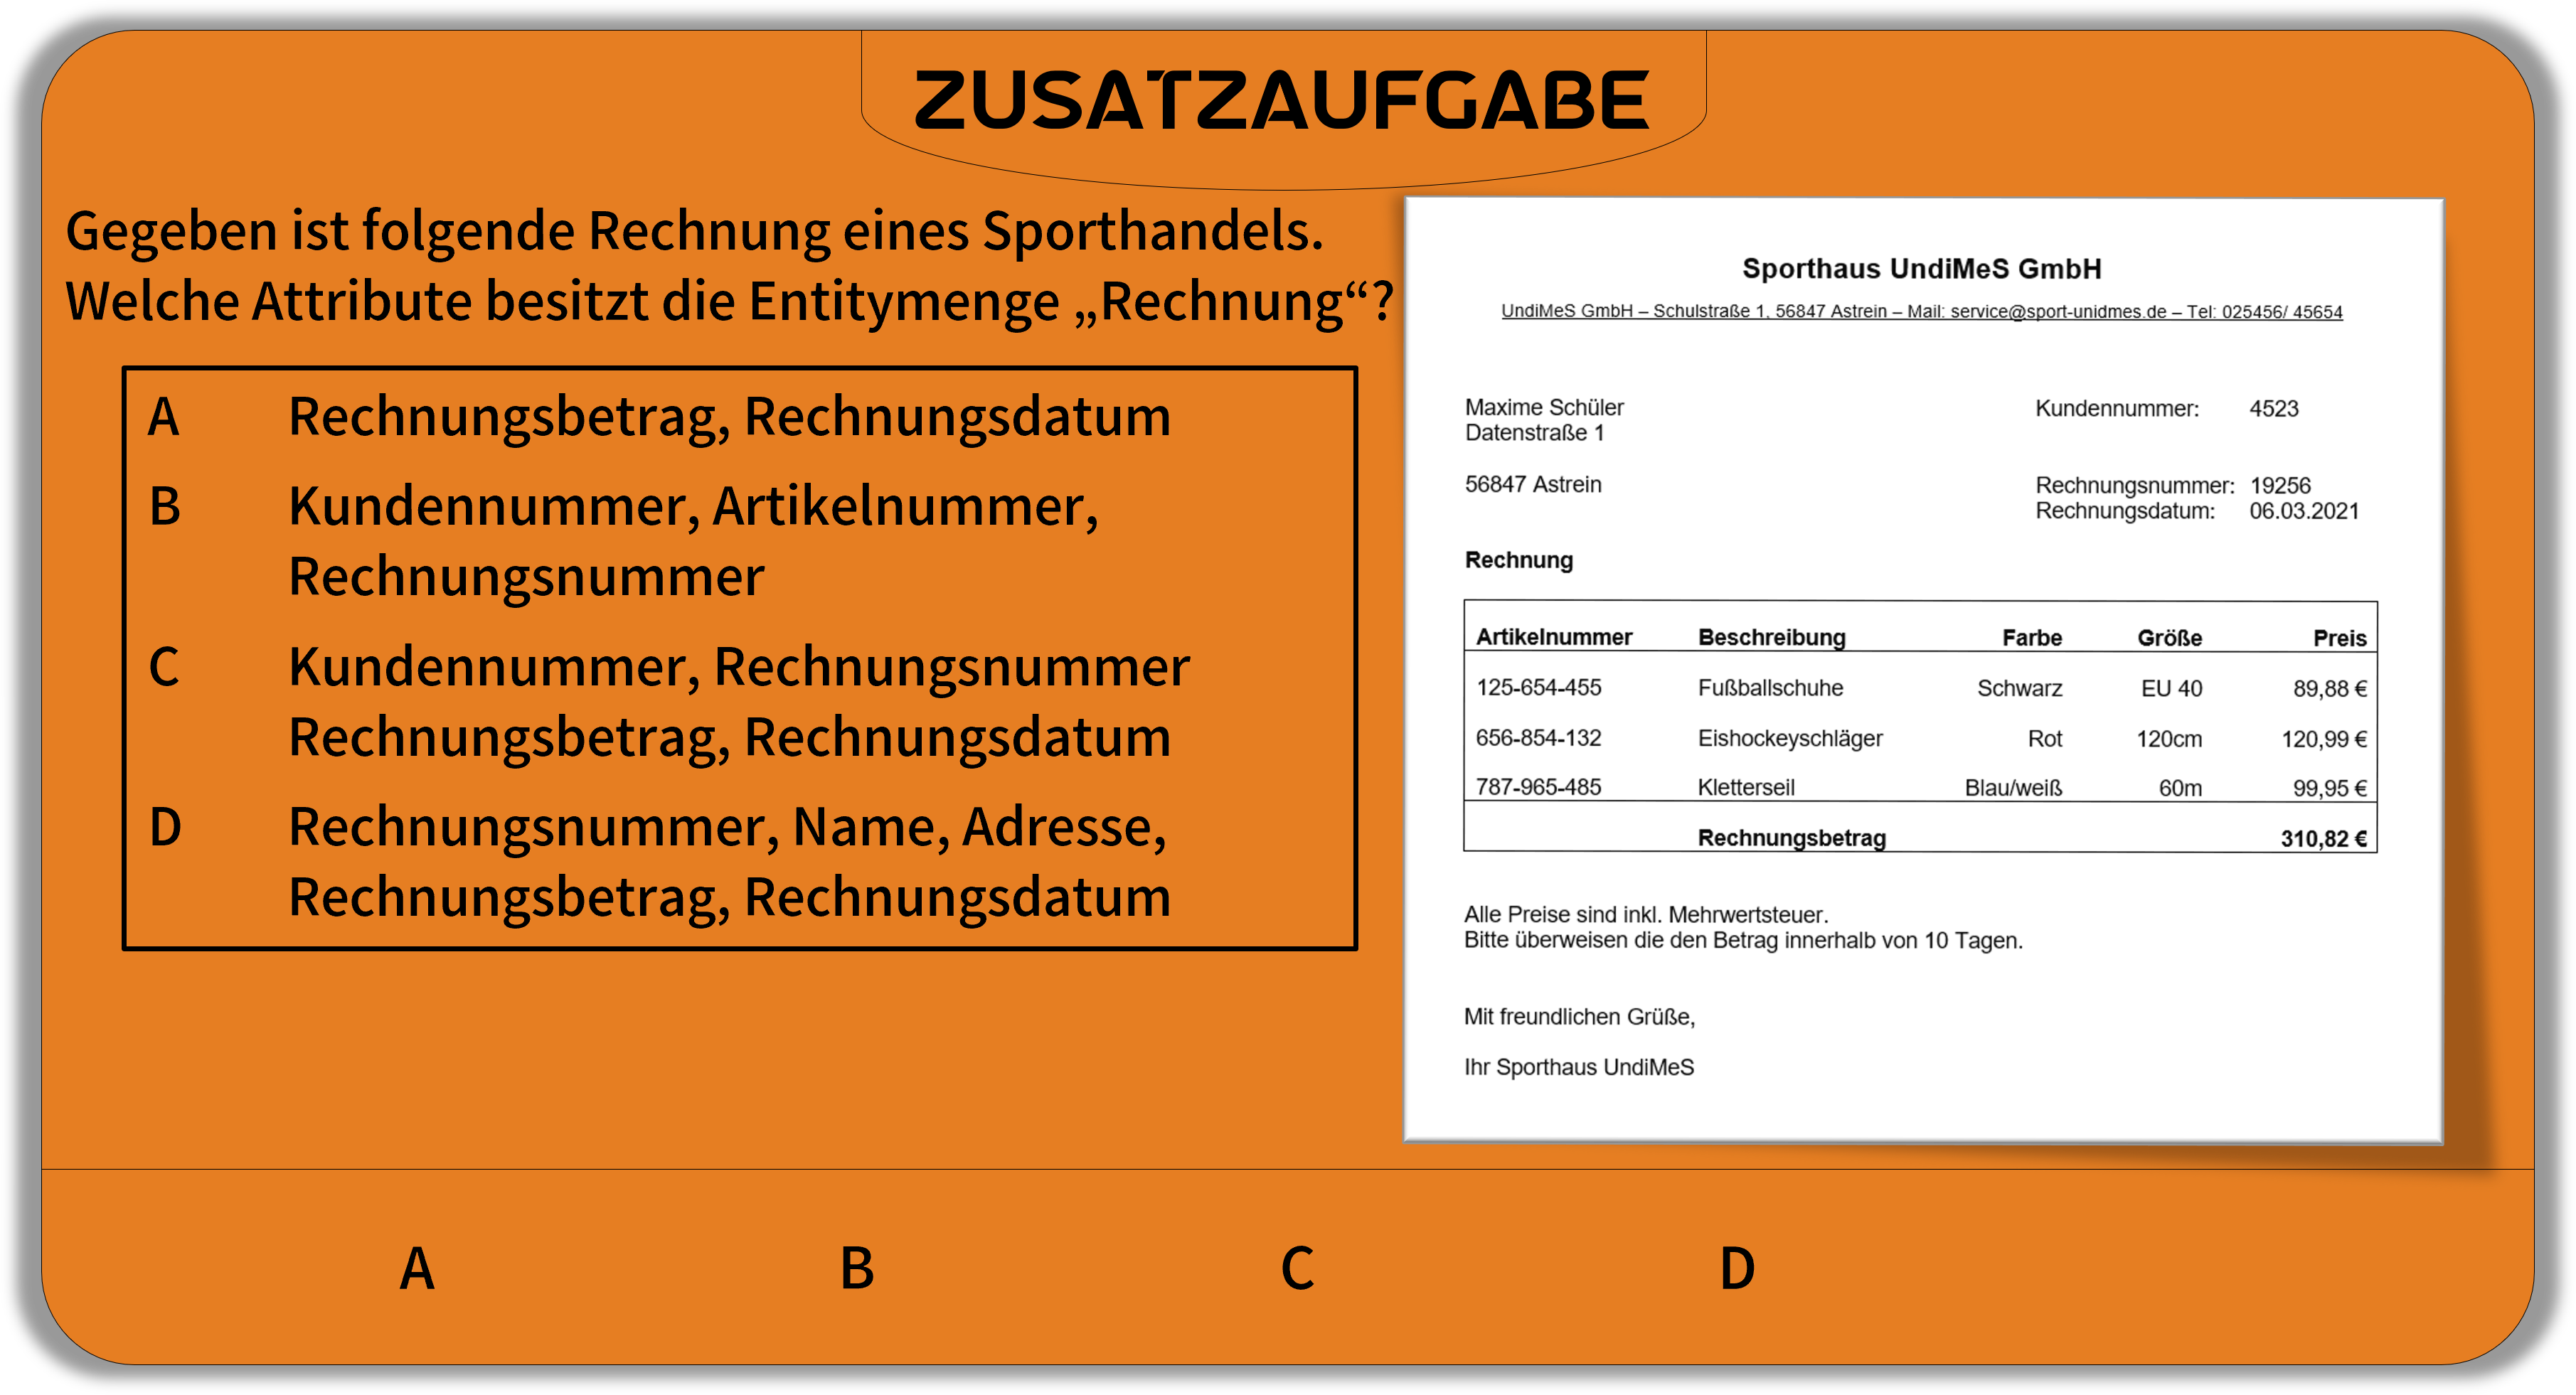 ZUSATZAUFGABE
Gegeben ist folgende Rechnung eines Sporthandels.
Welche Attribute besitzt die Entitymenge „Rechnung“?
A Rechnungsbetrag, Rechnungsdatum
B Kundennummer, Artikelnummer,
Rechnungsnummer
C Kundennummer, Rechnungsnummer
Rechnungsbetrag, Rechnungsdatum
D Rechnungsnummer, Name, Adresse,
Rechnungsbetrag, Rechnungsdatum
Sporthaus UndiMeS GmbH
UndiMeS GmbH – Schulstraße 1, 56847 Astrein – Mail: service@sport-unidmes.de – Tel: 025456/ 45654
Maxime Schüler Kundennummer: 4523
Datenstraße 1
56847 Astrein Rechnungsnummer: 19256
Rechnungsdatum: 06.03.2021
Rechnung
Artikelnummer Beschreibung Farbe Größe Preis
125-654-455 Fußballschuhe Schwarz EU 40 89,88 €
656-854-132 Eishockeyschläger Rot 120cm 120,99 €
787-965-485 Kletterseil Blau/weiß 60m 99,95 €
Rechnungsbetrag 310,82 €
Alle Preise sind inkl. Mehrwertsteuer.
Bitte überweisen die den Betrag innerhalb von 10 Tagen.
Mit freundlichen Grüße,
Ihr Sporthaus UndiMeS
A B C D